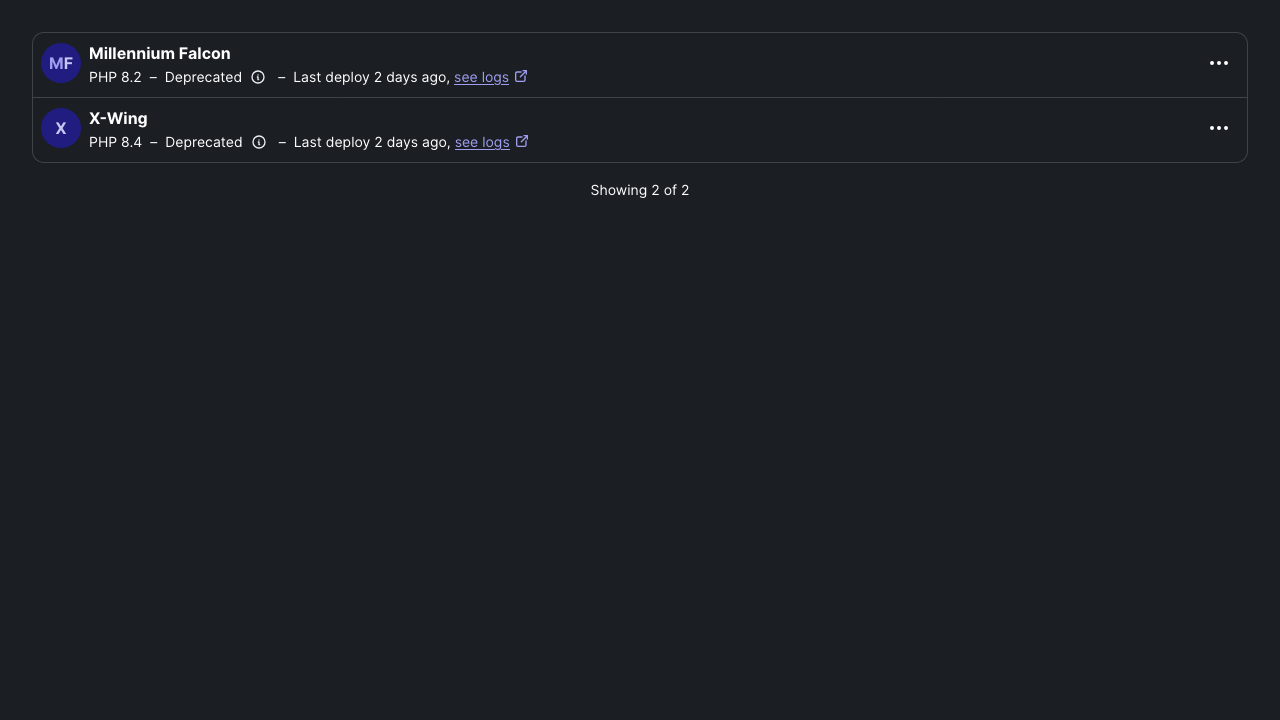 MF
Millennium Falcon
PHP 8.2 – Deprecated – Last deploy 2 days ago, see logs
X
X-Wing
PHP 8.4 – Deprecated – Last deploy 2 days ago, see logs
Showing 2 of 2